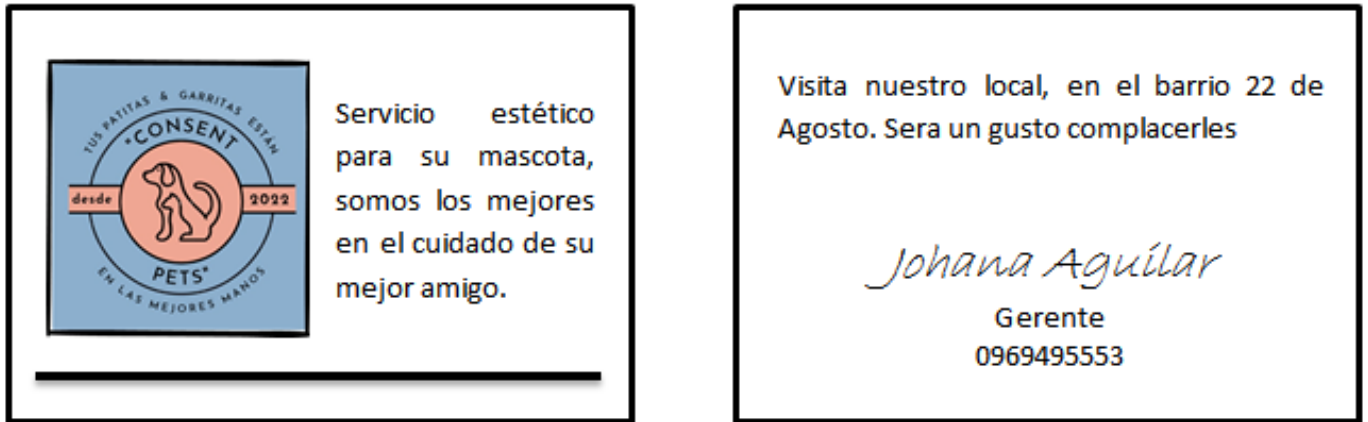 TUS PATITAS & GARRITAS ESTÁN
"CONSENT
desde 2022
PETS"
EN LAS MEJORES MANOS
Servicio estético
para su mascota,
somos los mejores
en el cuidado de su
mejor amigo.
Visita nuestro local, en el barrio 22 de
Agosto. Sera un gusto complacerles
Johana Aguilar
Gerente
0969495553